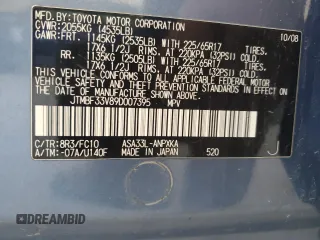 MFD. BY: TOYOTA MOTOR CORPORATION 10/08
GVWR: 2055KG (4535LB)
GAWR: FRT. 1145KG (2535LB) WITH 225/65R17 TIRES,
17X6 1/2J RIMS, AT 220KPA (32PSI) COLD
RR. 1135KG (2505LB) WITH 225/65R17 TIRES,
17X6 1/2J RIMS, AT 220KPA (32PSI) COLD
THIS VEHICLE CONFORMS TO ALL APPLICABLE FEDERAL MOTOR
VEHICLE SAFETY AND THEFT PREVENTION STANDARDS IN EFFECT
ON THE DATE OF MANUFACTURE SHOWN ABOVE.
JTMBF33V89D007395 MPV
C/TR: 8R3/FC10 ASA33L-ANPXKA
A/TM: -07A/U140F MADE IN JAPAN 520 J
DREAMBID